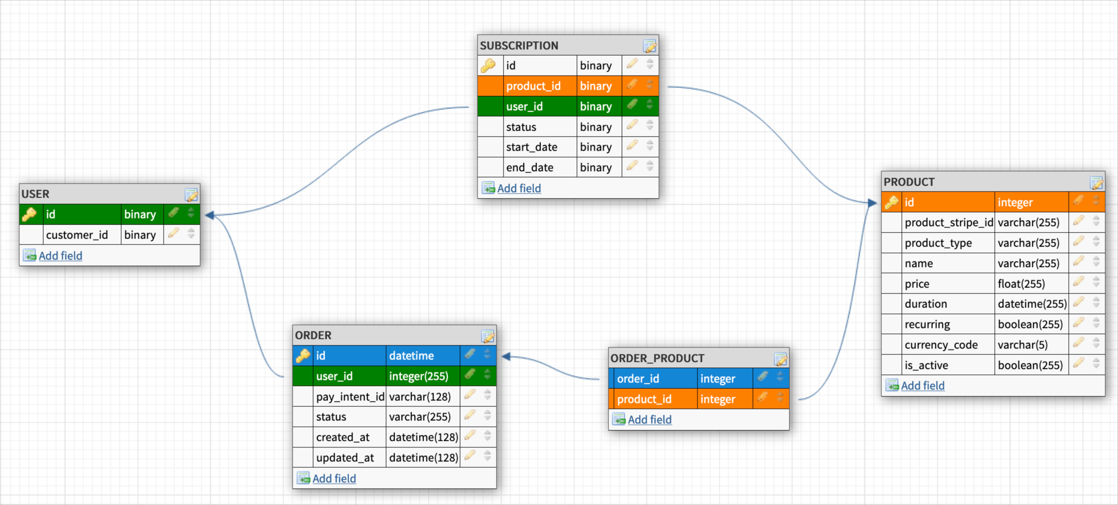 SUBSCRIPTION
id binary
product_id binary
user_id binary
status binary
start_date binary
end_date binary
Add field
USER
id binary
customer_id binary
Add field
PRODUCT
id integer
product_stripe_id varchar(255)
product_type varchar(255)
name varchar(255)
price float(255)
duration datetime(255)
recurring boolean(255)
currency_code varchar(5)
is_active boolean(255)
Add field
ORDER
id datetime
user_id integer(255)
pay_intent_id varchar(128)
status varchar(255)
created_at datetime(128)
updated_at datetime(128)
Add field
ORDER_PRODUCT
order_id integer
product_id integer
Add field